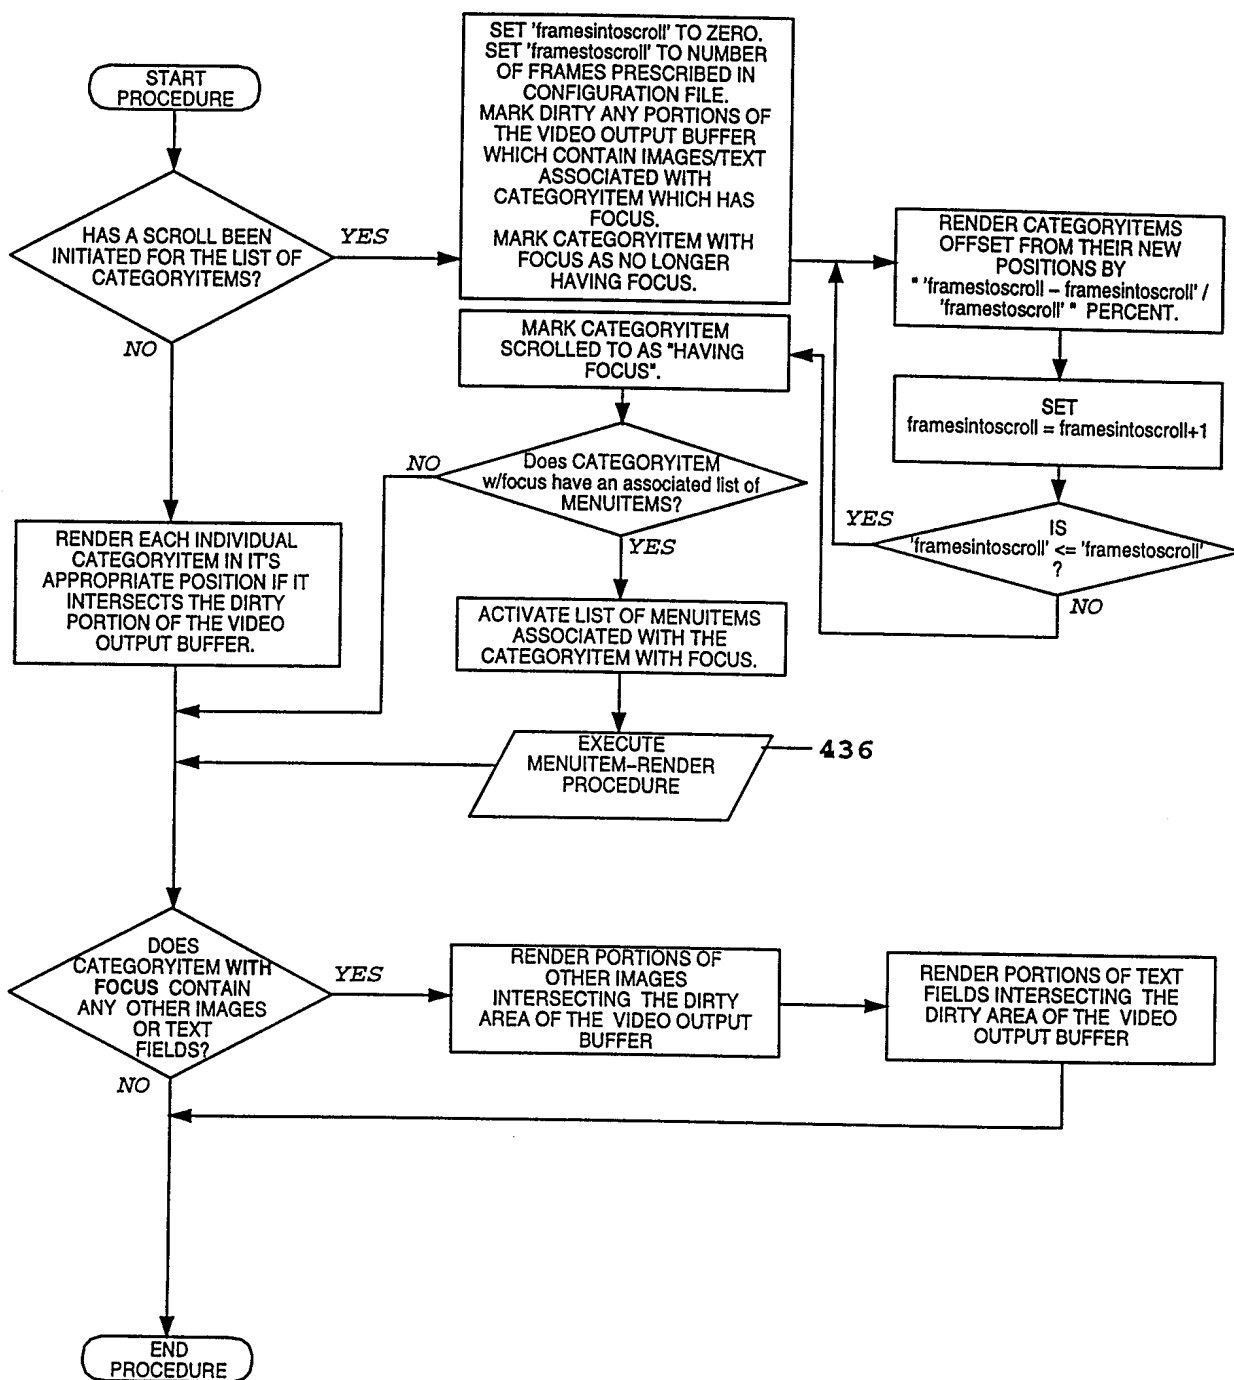 START
PROCEDURE
HAS A SCROLL BEEN
INITIATED FOR THE LIST OF
CATEGORYITEMS?
YES
NO
SET 'framesintoscroll' TO ZERO.
SET 'framestoscroll' TO NUMBER
OF FRAMES PRESCRIBED IN
CONFIGURATION FILE.
MARK DIRTY ANY PORTIONS OF
THE VIDEO OUTPUT BUFFER
WHICH CONTAIN IMAGES/TEXT
ASSOCIATED WITH
CATEGORYITEM WHICH HAS
FOCUS.
MARK CATEGORYITEM WITH
FOCUS AS NO LONGER
HAVING FOCUS.
RENDER CATEGORYITEMS
OFFSET FROM THEIR NEW
POSITIONS BY
" 'framestoscroll – framesintoscroll' /
'framestoscroll' " PERCENT.
SET
framesintoscroll = framesintoscroll+1
IS
'framesintoscroll' <= 'framestoscroll'
?
YES
NO
MARK CATEGORYITEM
SCROLLED TO AS "HAVING
FOCUS".
Does CATEGORYITEM
w/focus have an associated list of
MENUITEMS?
NO
YES
ACTIVATE LIST OF MENUITEMS
ASSOCIATED WITH THE
CATEGORYITEM WITH FOCUS.
EXECUTE
MENUITEM–RENDER
PROCEDURE
436
RENDER EACH INDIVIDUAL
CATEGORYITEM IN IT'S
APPROPRIATE POSITION IF IT
INTERSECTS THE DIRTY
PORTION OF THE VIDEO
OUTPUT BUFFER.
DOES
CATEGORYITEM WITH
FOCUS CONTAIN
ANY OTHER IMAGES
OR TEXT
FIELDS?
YES
NO
RENDER PORTIONS OF
OTHER IMAGES
INTERSECTING THE DIRTY
AREA OF THE VIDEO OUTPUT
BUFFER
RENDER PORTIONS OF TEXT
FIELDS INTERSECTING THE
DIRTY AREA OF THE VIDEO
OUTPUT BUFFER
END
PROCEDURE